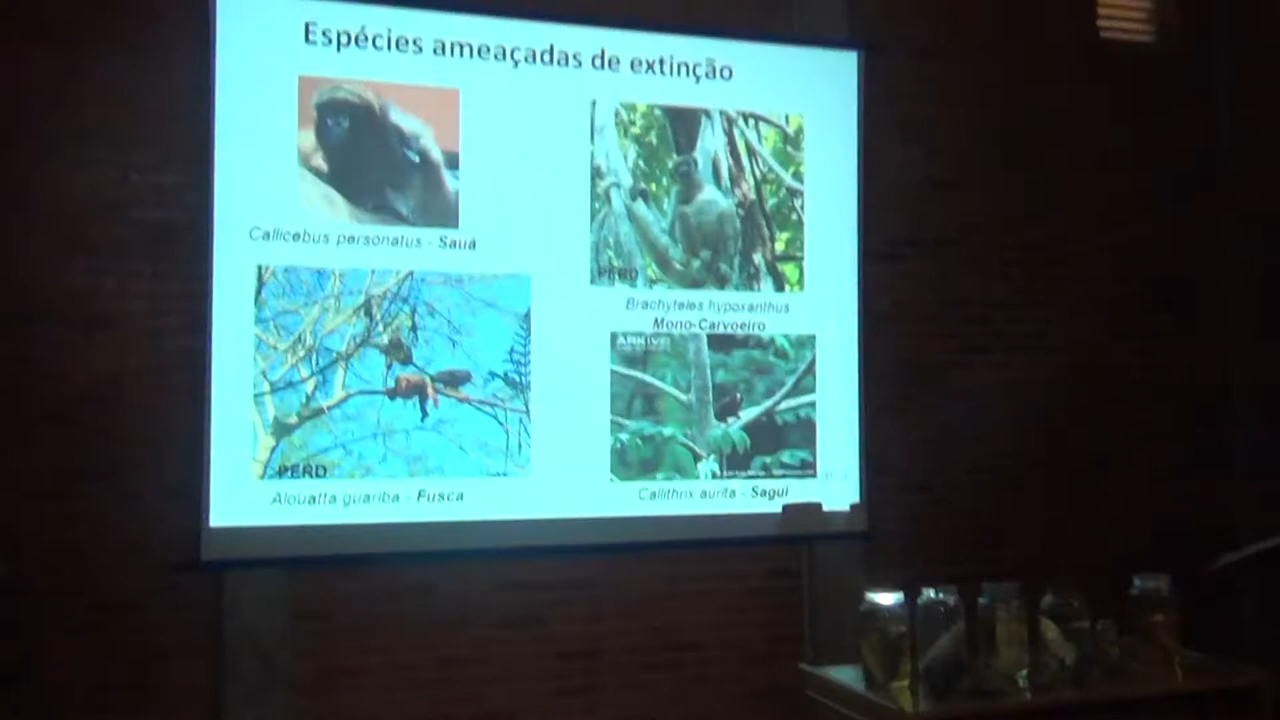 Espécies ameaçadas de extinção
Callicebus personatus - Sauá
PERD
Brachyteles hypoxanthus
Mono-Carvoeiro
PERD
Alouatta guariba - Fusca
ARKIVE
Callithrix aurita - Sagui